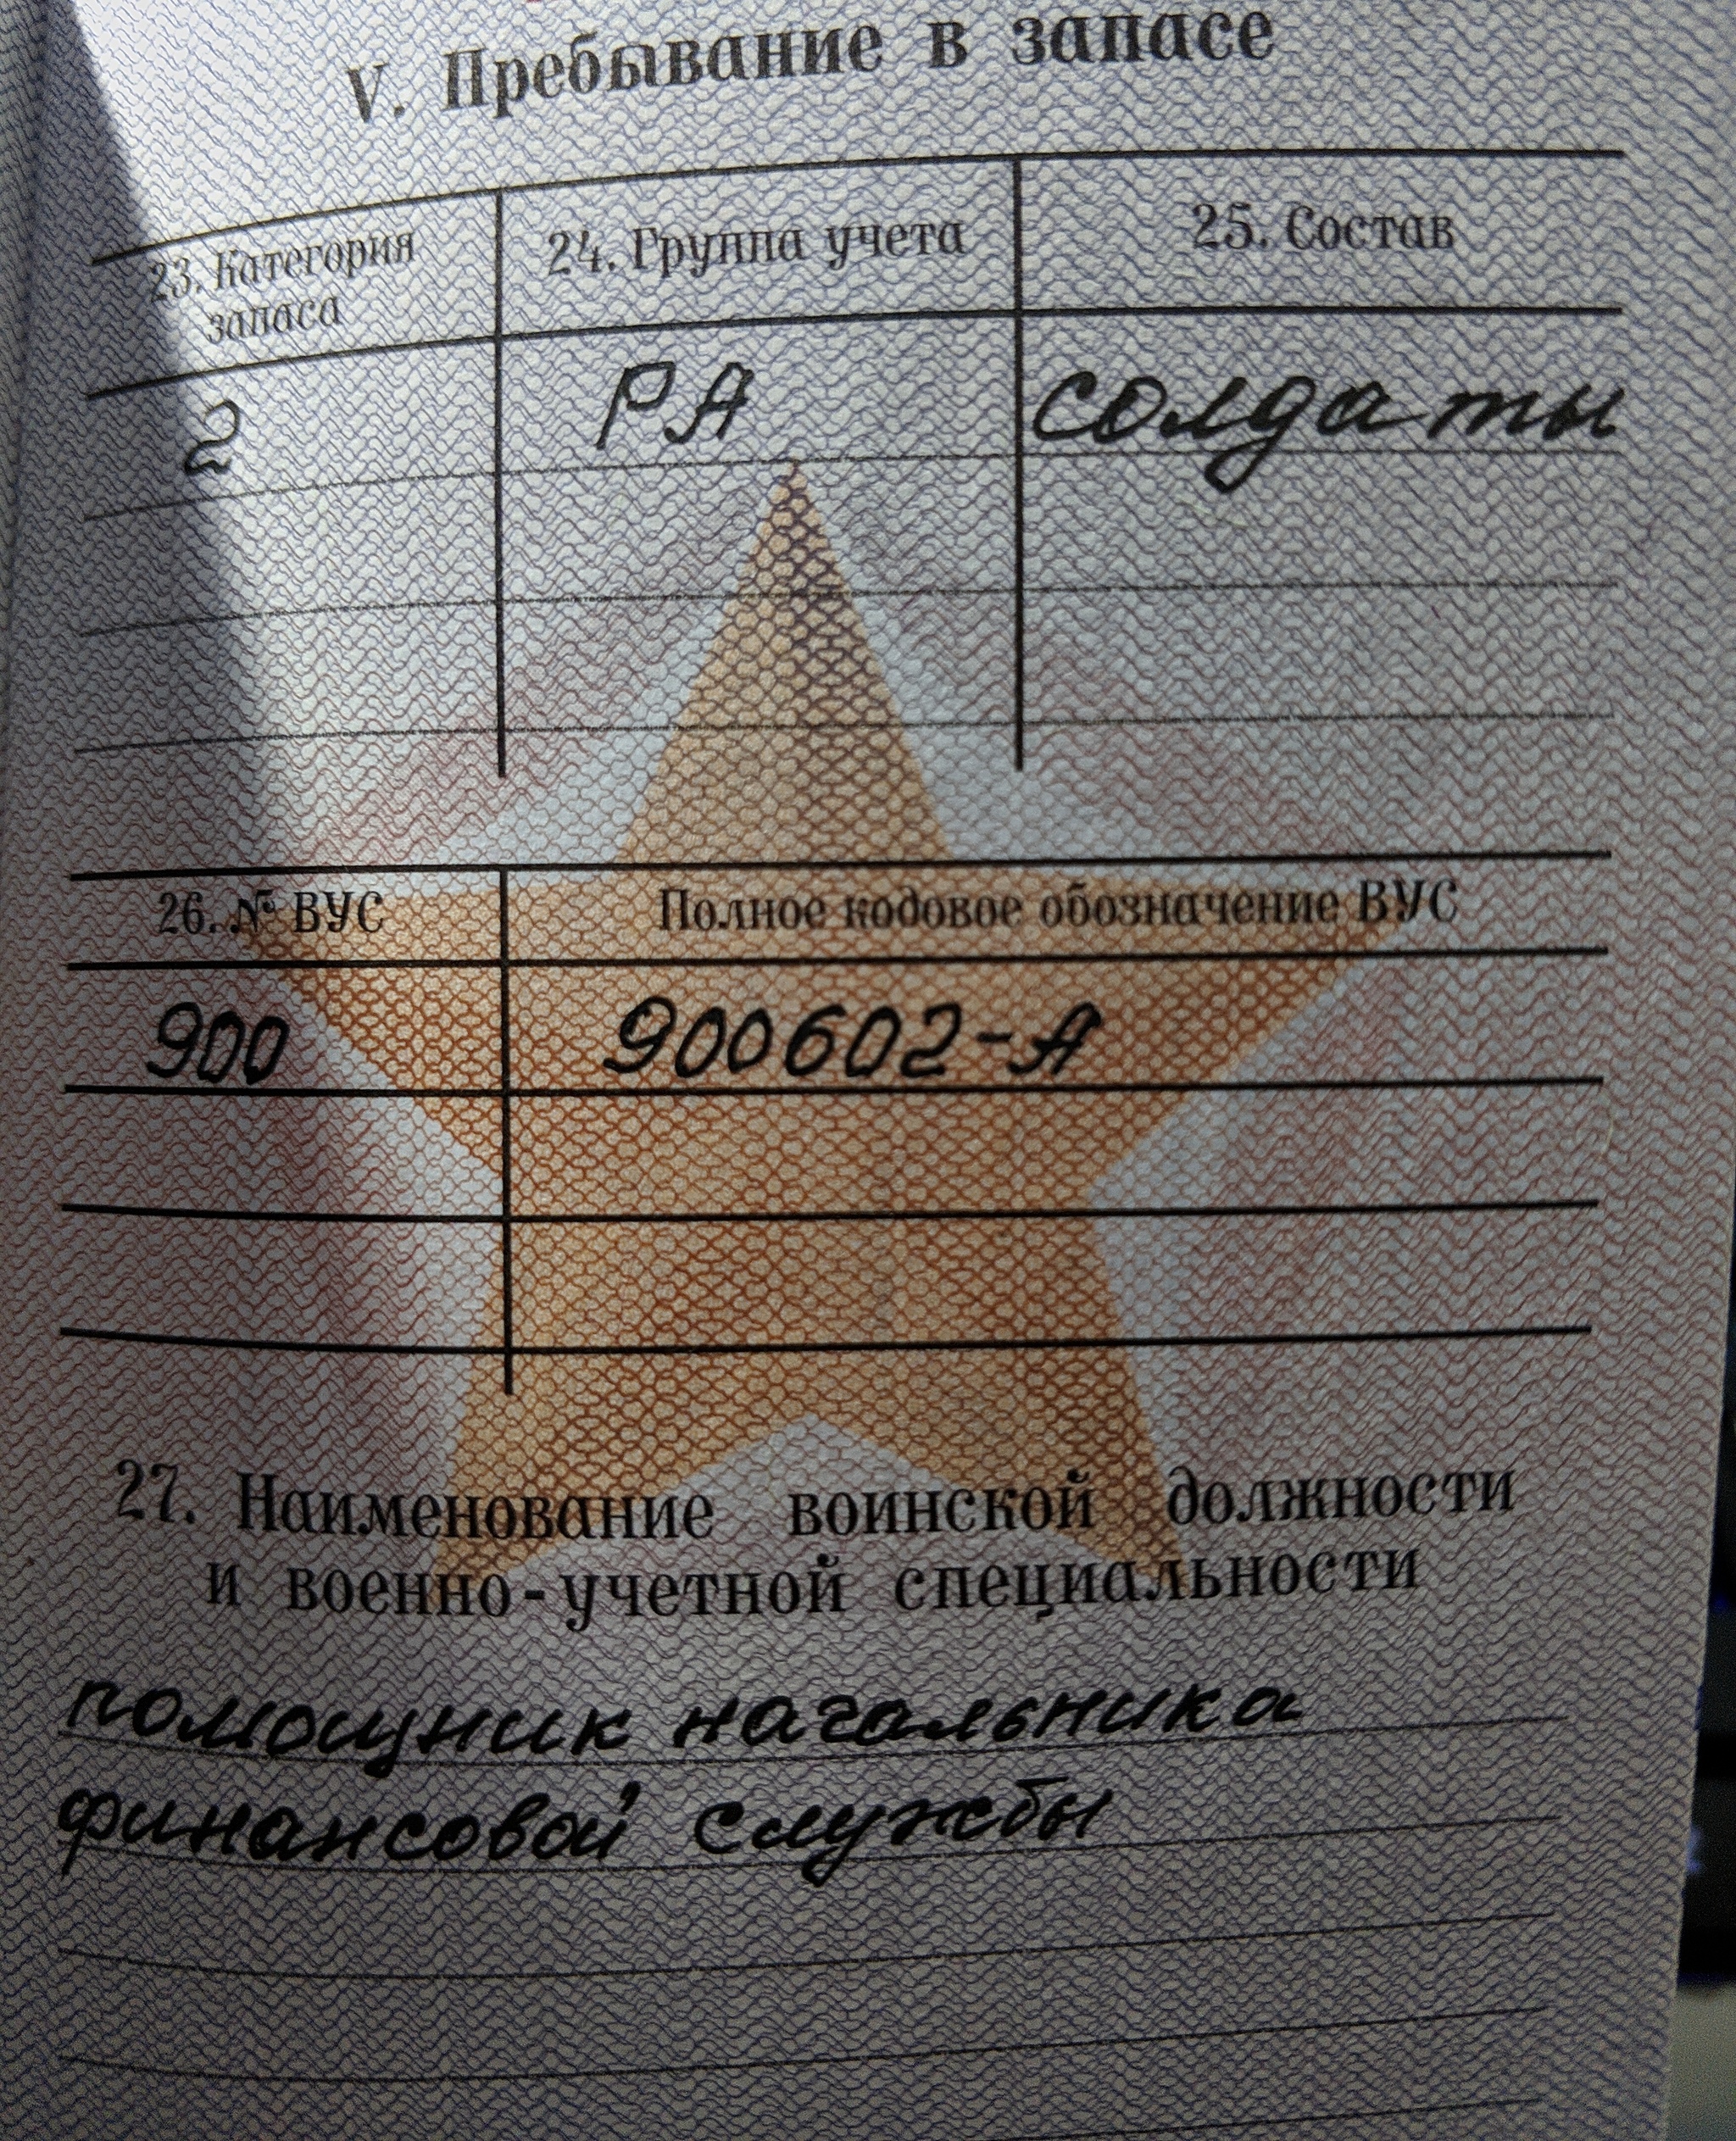 V. Пребывание в запасе
23. Категория
запаса
24. Группа учета
25. Состав
2
РА
солдаты
26. № ВУС
Полное кодовое обозначение ВУС
900
900602-А
27. Наименование воинской должности
и военно-учетной специальности
помощник начальника
финансовой службы